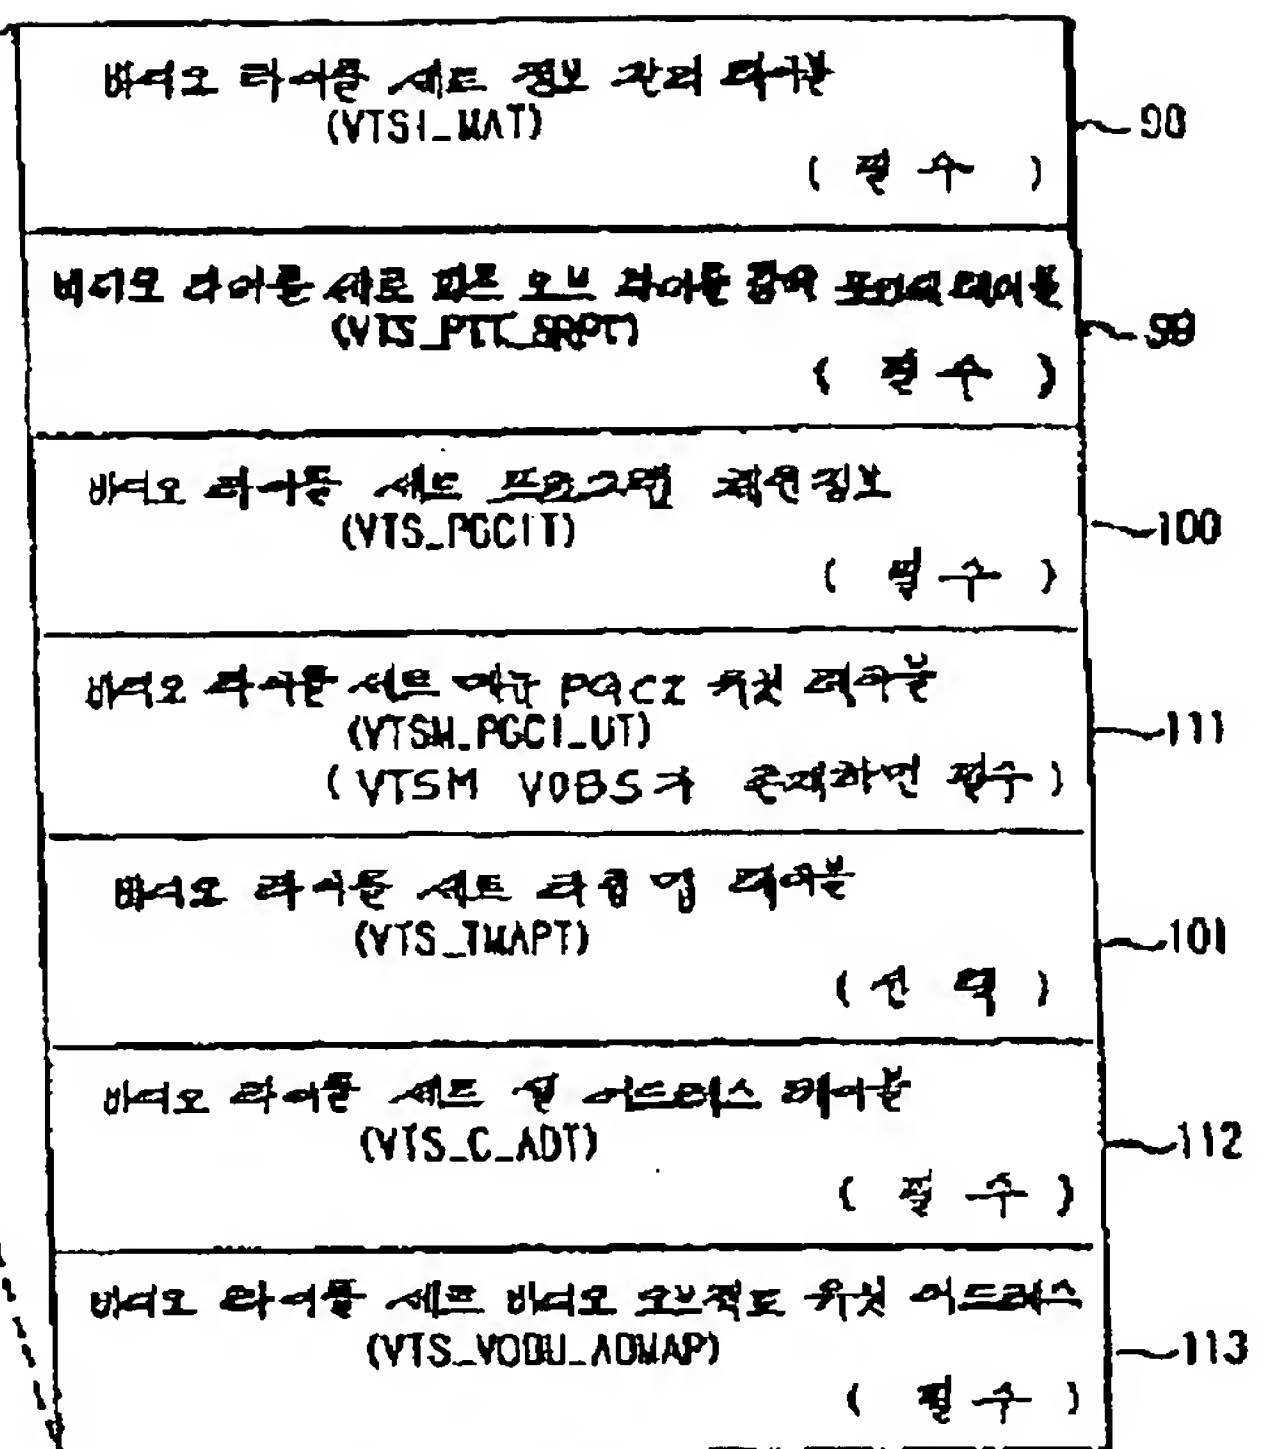 비디오 타이틀 세트 정보 관리 테이블
(VTSI_MAT)
90
( 필 수 )
비디오 타이틀 세트 파트 오브 타이틀 포인터 테이블
(VTS_PTT_SRPT)
99
( 필 수 )
비디오 타이틀 세트 프로그램 체인정보
(VTS_PGCIT)
100
( 필 수 )
비디오 타이틀 세트 메뉴 PGCI 유닛 테이블
(VTSM_PGCI_UT)
111
( VTSM VOBS가 존재하면 필수 )
비디오 타이틀 세트 타임 맵 테이블
(VTS_TMAPT)
101
( 선 택 )
비디오 타이틀 세트 셀 어드레스 테이블
(VTS_C_ADT)
112
( 필 수 )
비디오 타이틀 세트 비디오 오브젝트 유닛 어드레스
(VTS_VOBU_ADMAP)
113
( 필 수 )